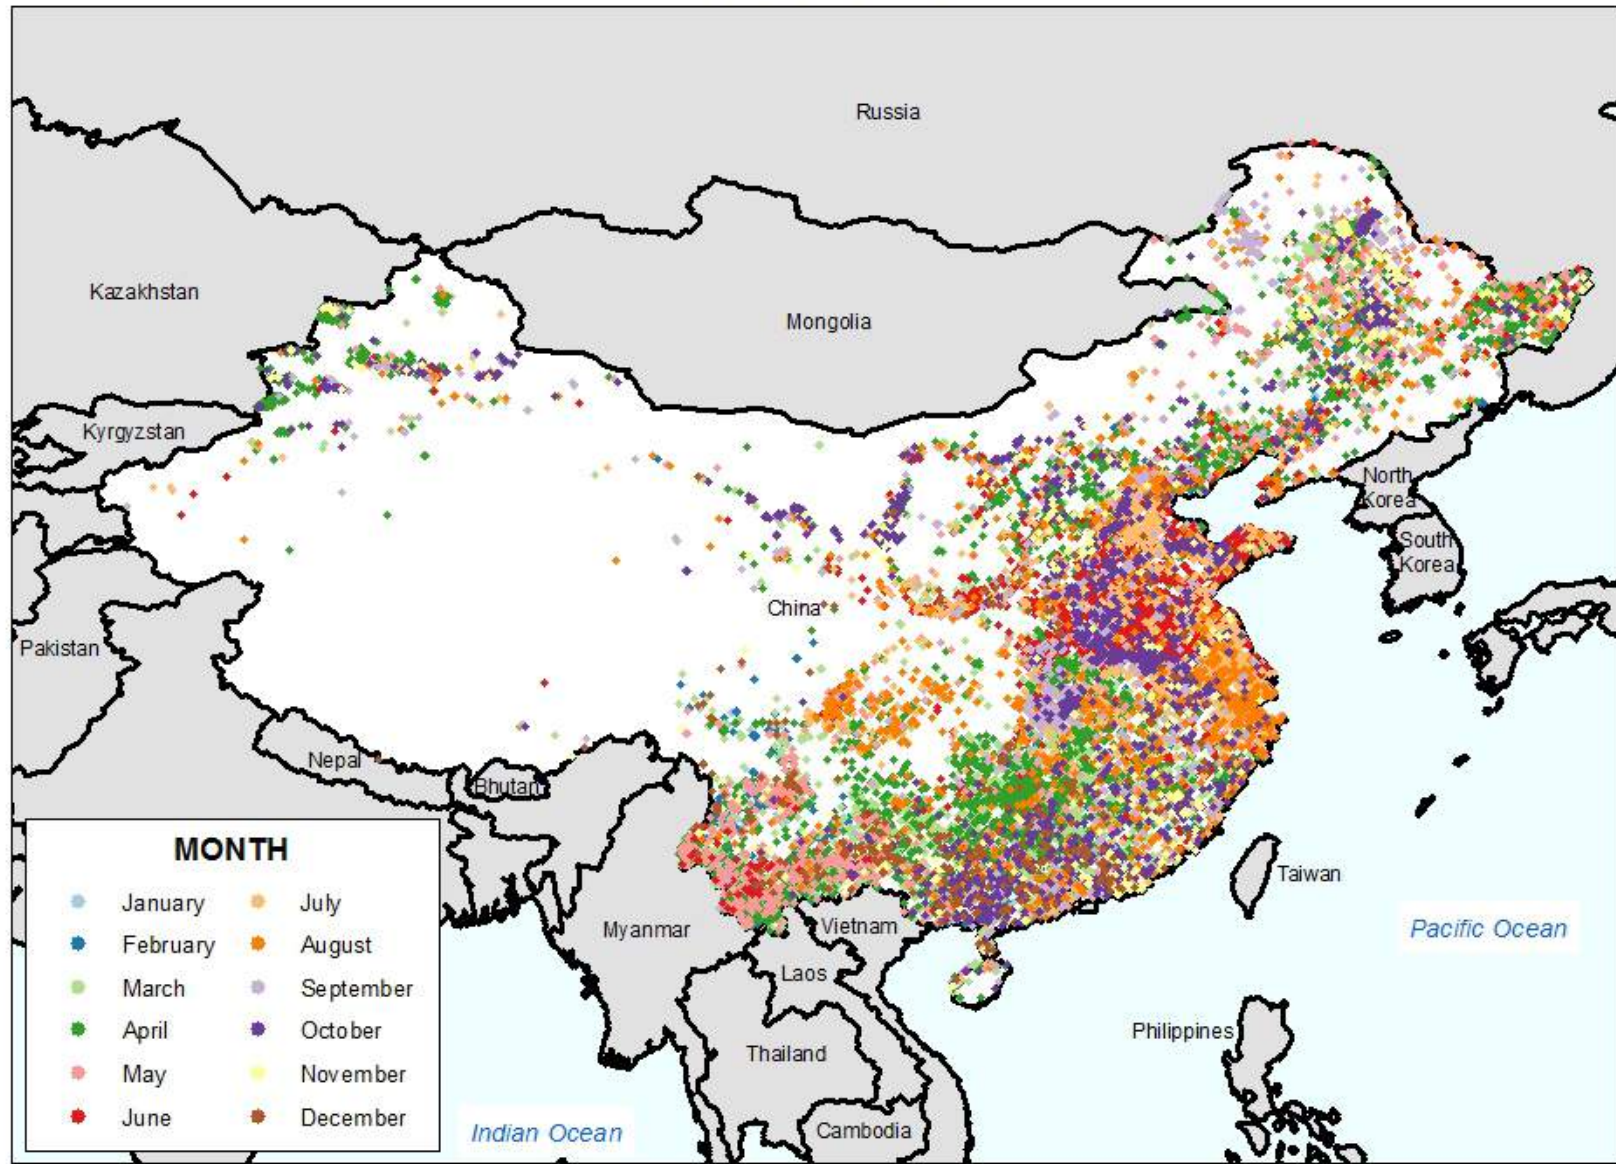 Russia
Kazakhstan
Mongolia
Kyrgyzstan
North
Korea
South
Korea
China
Pakistan
Nepal
Bhutan
MONTH
January
February
March
April
May
June
July
August
September
October
November
December
Taiwan
Myanmar
Vietnam
Pacific Ocean
Laos
Philippines
Thailand
Cambodia
Indian Ocean